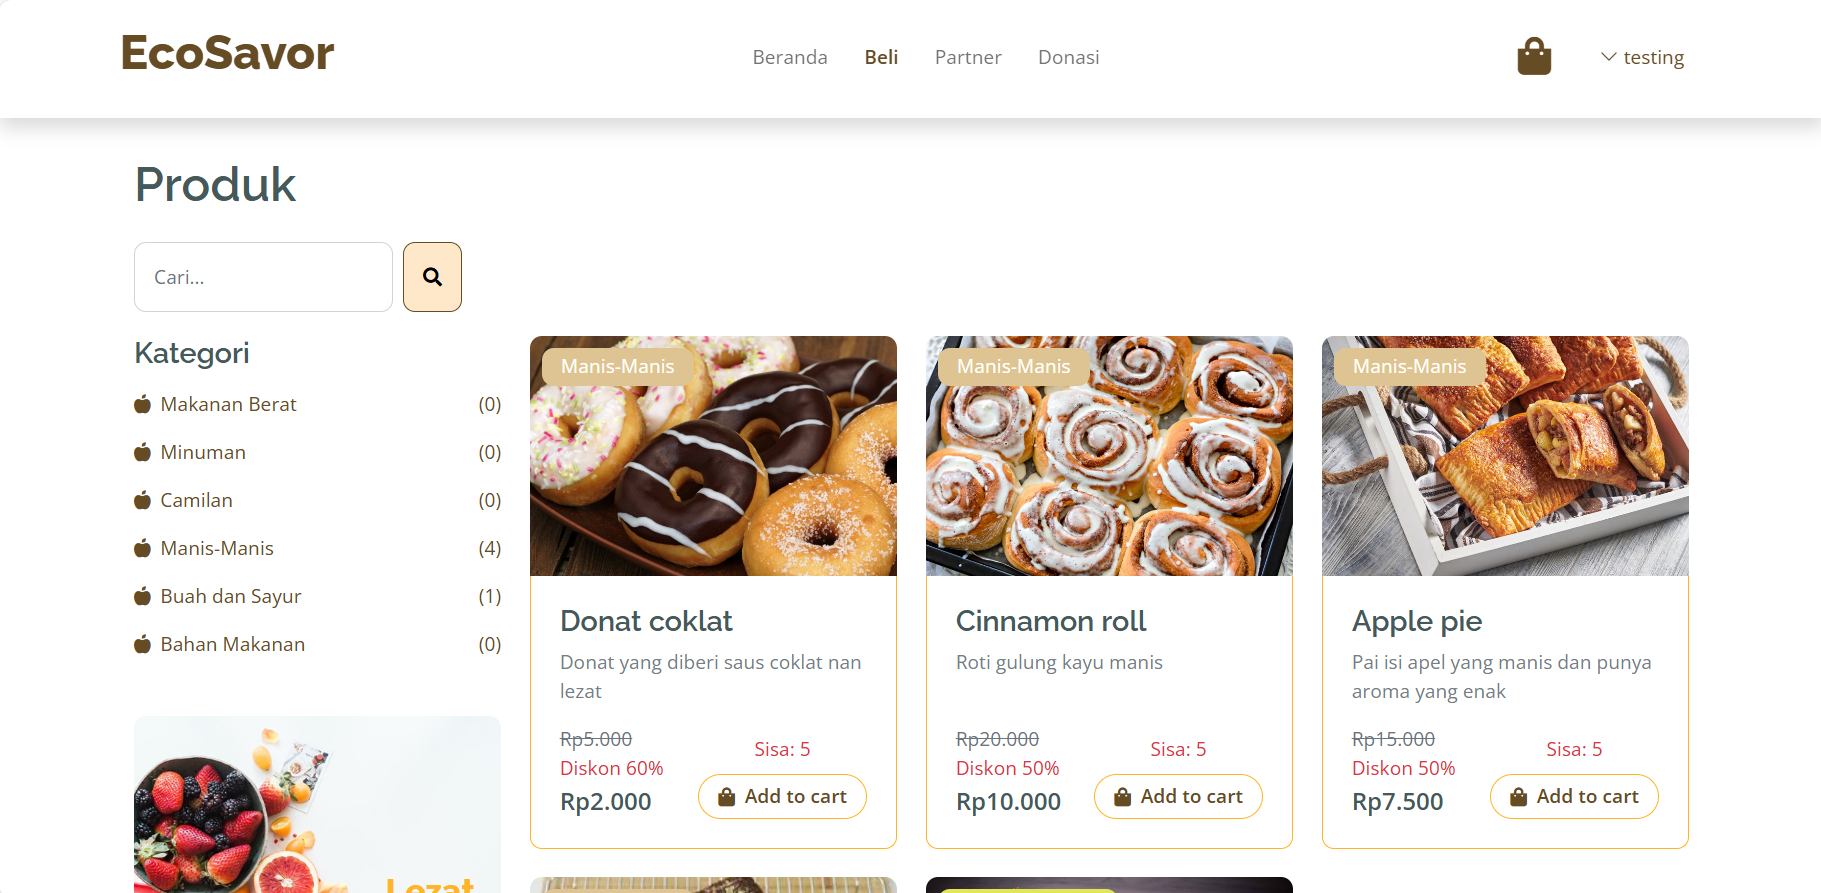 EcoSavor
Beranda
Beli
Partner
Donasi
testing
Produk
Cari...
Kategori
Makanan Berat (0)
Minuman (0)
Camilan (0)
Manis-Manis (4)
Buah dan Sayur (1)
Bahan Makanan (0)
Lezat
Manis-Manis
Donat coklat
Donat yang diberi saus coklat nan
lezat
Rp5.000
Diskon 60%
Rp2.000
Sisa: 5
Add to cart
Manis-Manis
Cinnamon roll
Roti gulung kayu manis
Rp20.000
Diskon 50%
Rp10.000
Sisa: 5
Add to cart
Manis-Manis
Apple pie
Pai isi apel yang manis dan punya
aroma yang enak
Rp15.000
Diskon 50%
Rp7.500
Sisa: 5
Add to cart